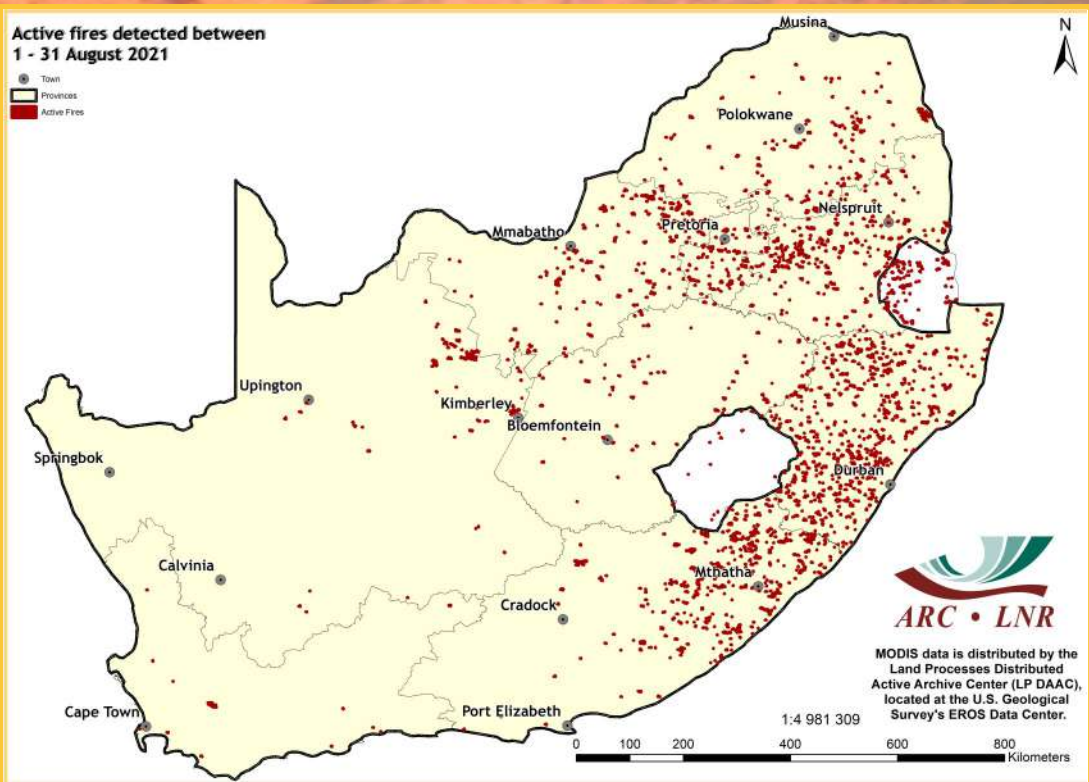 Active fires detected between
1 - 31 August 2021
Town
Provinces
Active Fires
N
Musina
Polokwane
Nelspruit
Pretoria
Mmabatho
Upington
Kimberley
Bloemfontein
Springbok
Durban
Calvinia
Mthatha
Cradock
Cape Town
Port Elizabeth
ARC • LNR
MODIS data is distributed by the
Land Processes Distributed
Active Archive Center (LP DAAC),
located at the U.S. Geological
Survey's EROS Data Center.
1:4 981 309
0 100 200 400 600 800
Kilometers